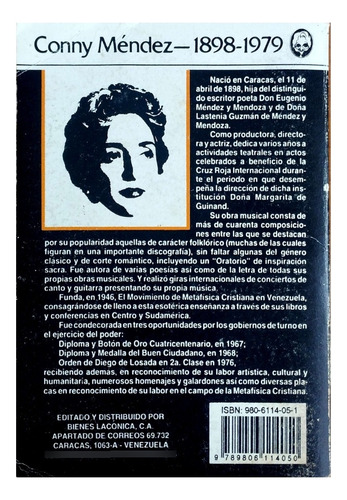 Conny Méndez—1898-1979
Nació en Caracas, el 11 de
abril de 1898, hija del distingui-
do escritor poeta Don Eugenio
Méndez y Mendoza y de Doña
Lastenia Guzmán de Méndez y
Mendoza.
Como productora, directo-
ra y actriz, dedica varios años a
actividades teatrales en actos
celebrados a beneficio de la
Cruz Roja Internacional duran-
te el periodo en que desem-
peña la dirección de dicha ins-
titución Doña Margarita de
Guinand.
Su obra musical consta de
más de cuarenta composicio-
nes entre las que se destacan
por su popularidad aquellas de carácter folklórico (muchas de las cuales
figuran en una importante discografía), sin faltar algunas del género
clásico y de corte romántico, incluyendo un "Oratorio" de inspiración
sacra. Fue autora de varias poesías así como de la letra de todas sus
propias obras musicales. Y realizó giras internacionales de conciertos de
canto y guitarra presentando su propia música.
Funda, en 1946, El Movimiento de Metafísica Cristiana en Venezuela,
consagrándose de lleno a esta esotérica enseñanza a través de sus libros
y conferencias en Centro y Sudamérica.
Fue condecorada en tres oportunidades por los gobiernos de turno en
el ejercicio del poder:
Diploma y Botón de Oro Cuatricentenario, en 1967;
Diploma y Medalla del Buen Ciudadano, en 1968;
Orden de Diego de Losada en 2a. Clase en 1976,
recibiendo además, en reconocimiento de su labor artística, cultural y
humanitaria, numerosos homenajes y galardones así como diversas pla-
cas en reconocimiento de su labor en el campo de la Metafísica Cristiana.
EDITADO Y DISTRIBUIDO POR
BIENES LACÓNICA, C.A.
APARTADO DE CORREOS 69.732
CARACAS, 1063-A - VENEZUELA
ISBN: 980-6114-05-1
9 789806 114050